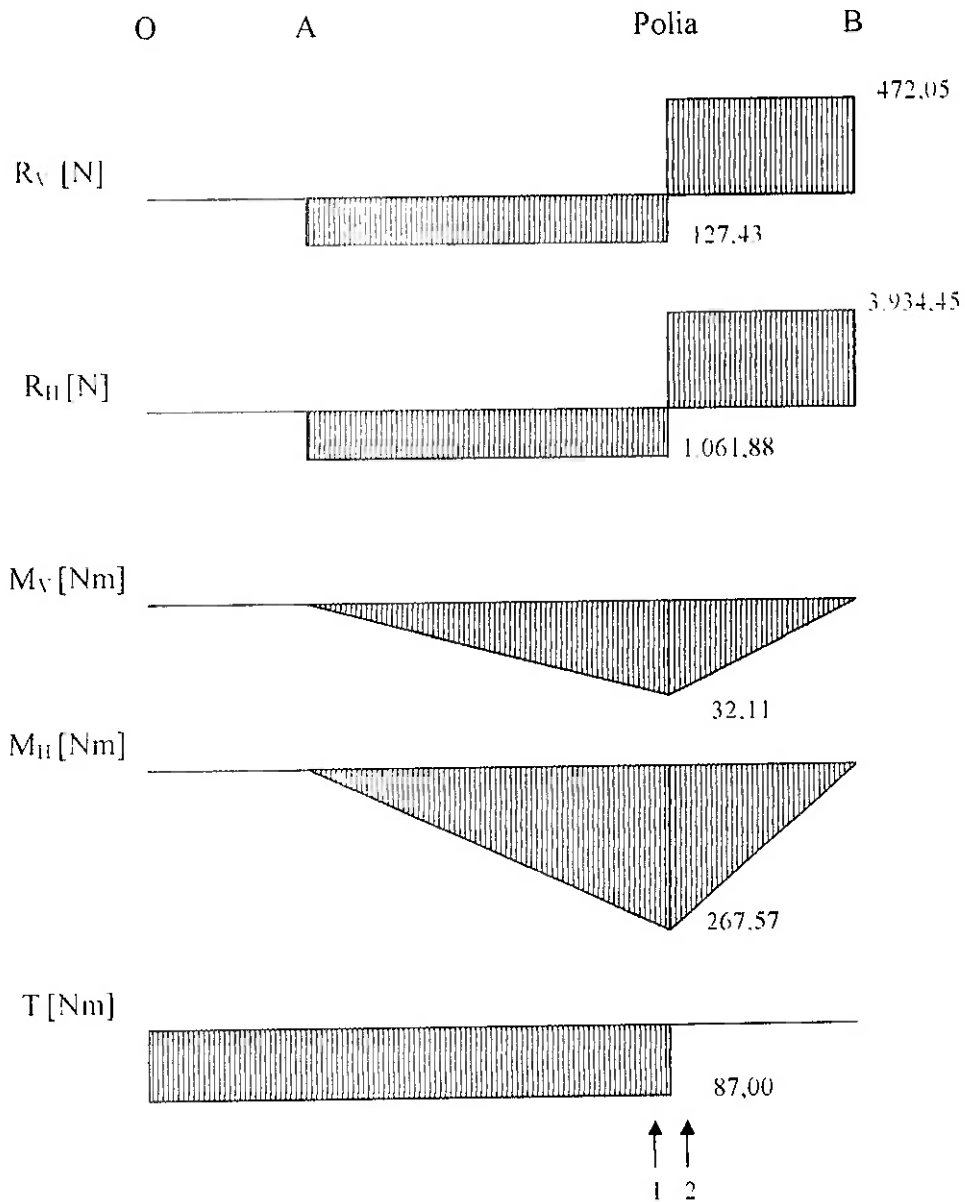 O A Polia B
472,05
R_V [N]
127,43
3.934,45
R_H [N]
1.061,88
M_V [Nm]
32,11
M_H [Nm]
267,57
T [Nm]
87,00
1 2